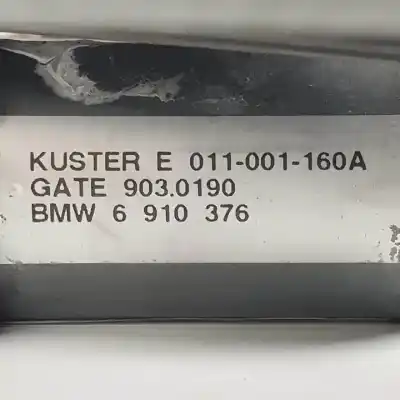 KUSTER E 011-001-160A
GATE 903.0190
BMW 6 910 376